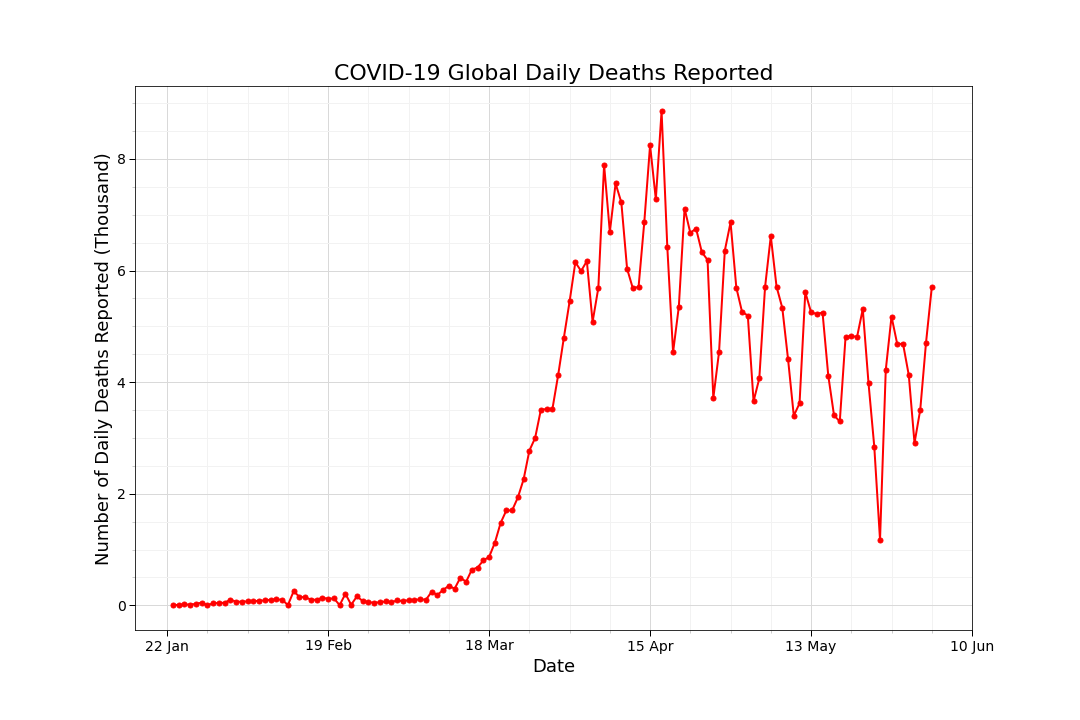 COVID-19 Global Daily Deaths Reported
Number of Daily Deaths Reported (Thousand)
8
6
4
2
0
22 Jan
19 Feb
18 Mar
15 Apr
13 May
10 Jun
Date